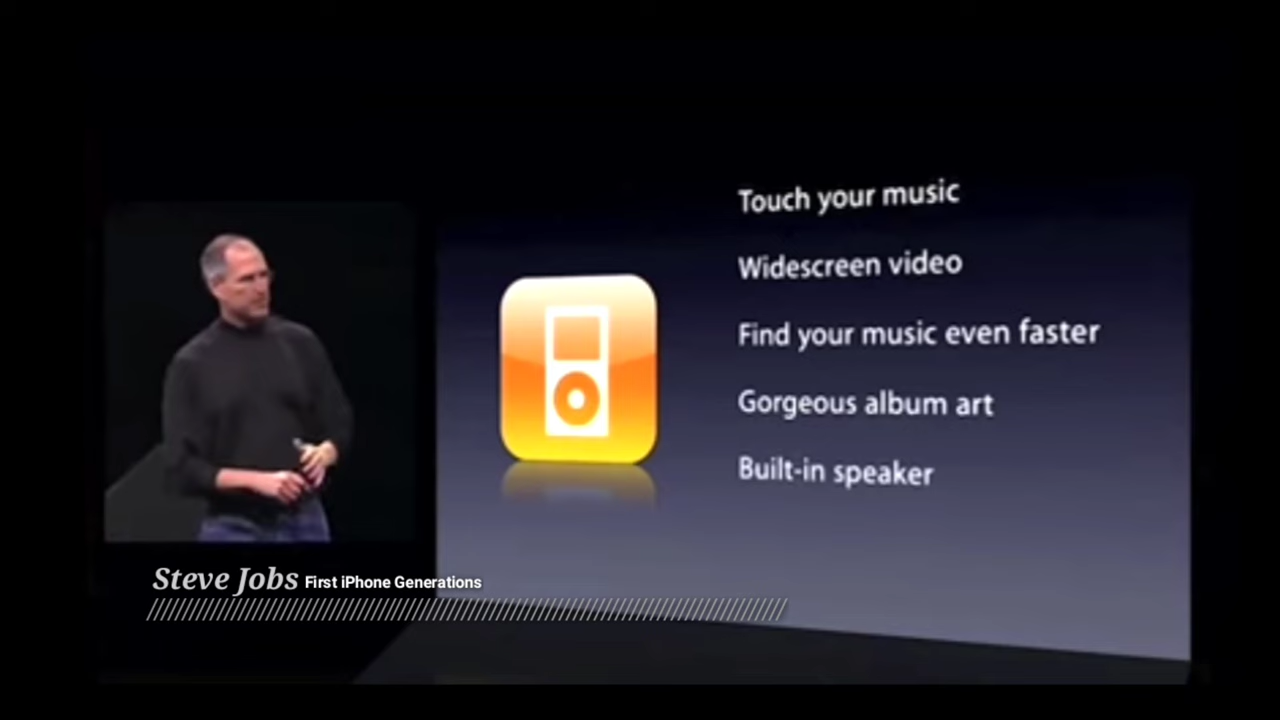 Touch your music
Widescreen video
Find your music even faster
Gorgeous album art
Built-in speaker
Steve Jobs First iPhone Generations